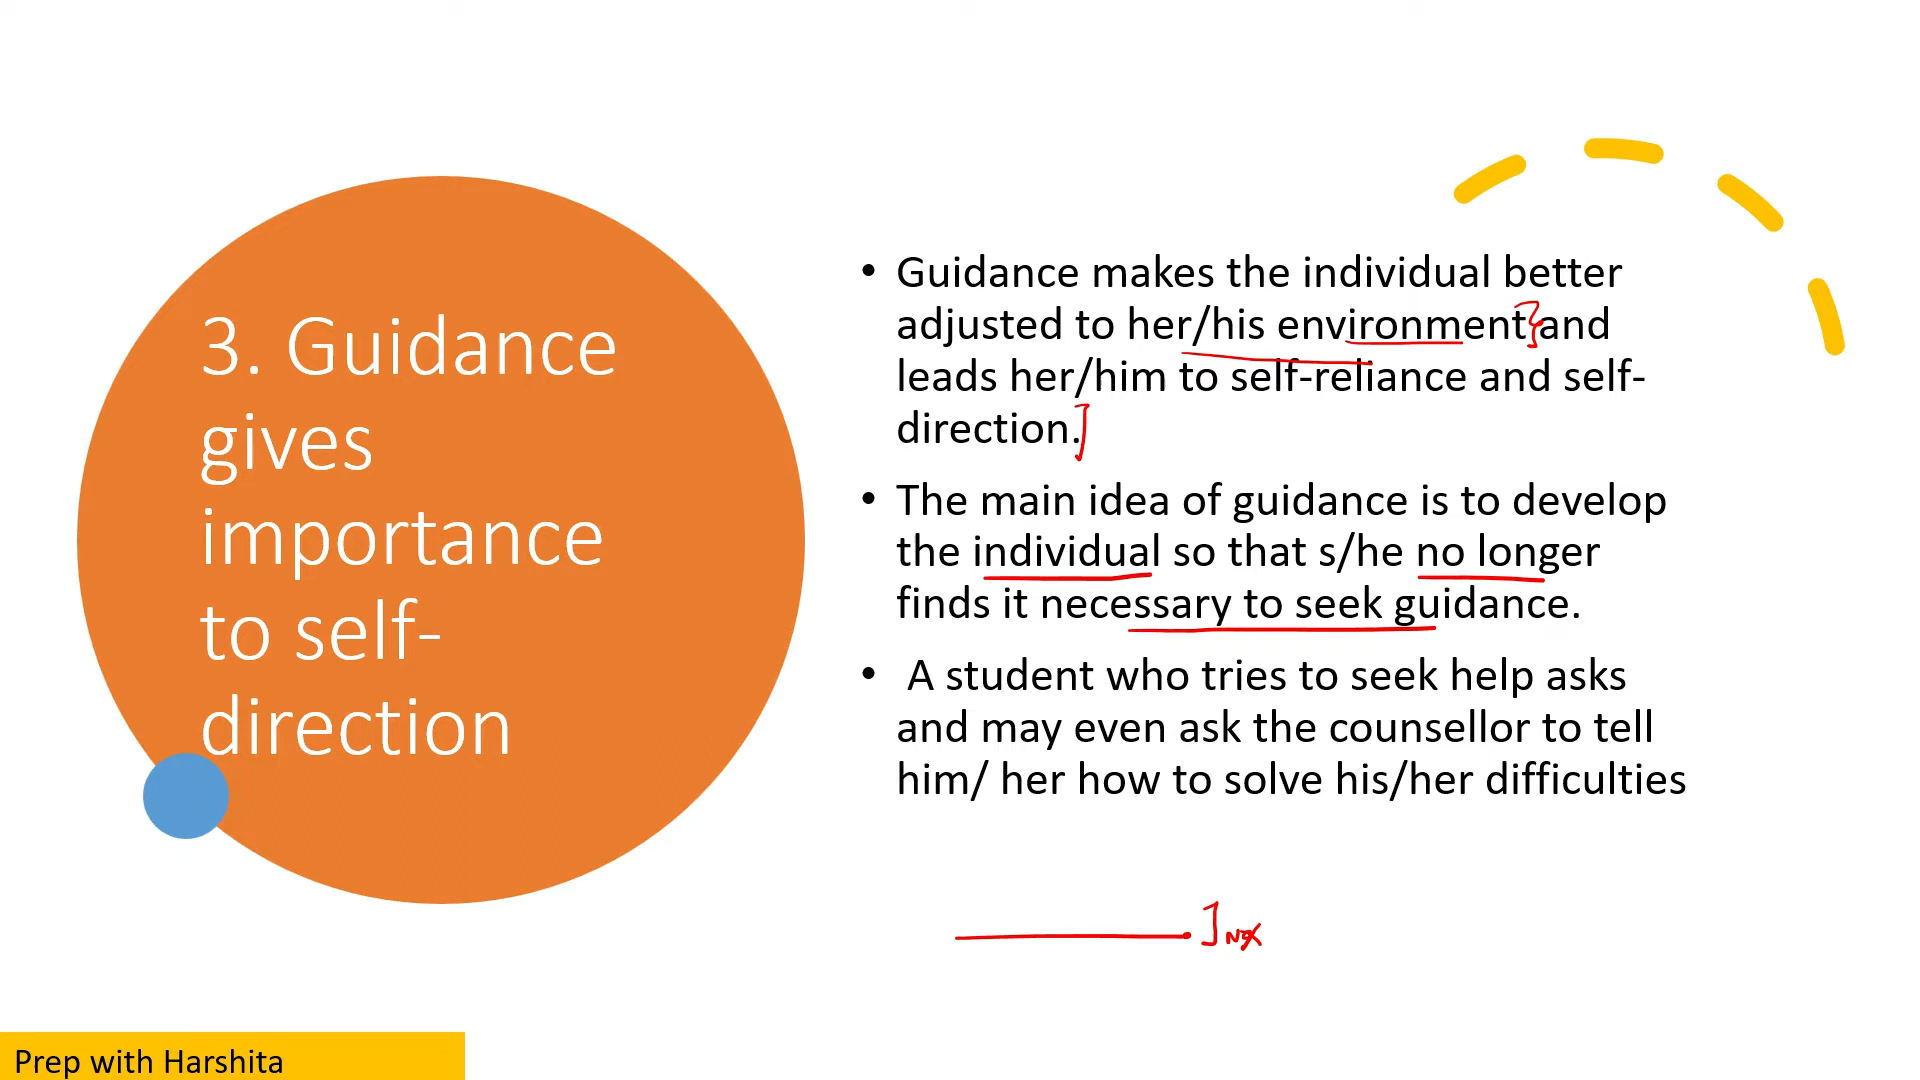 3. Guidance
gives
importance
to self-
direction
• Guidance makes the individual better
adjusted to her/his environment and
leads her/him to self-reliance and self-
direction.
• The main idea of guidance is to develop
the individual so that s/he no longer
finds it necessary to seek guidance.
• A student who tries to seek help asks
and may even ask the counsellor to tell
him/ her how to solve his/her difficulties
Prep with Harshita